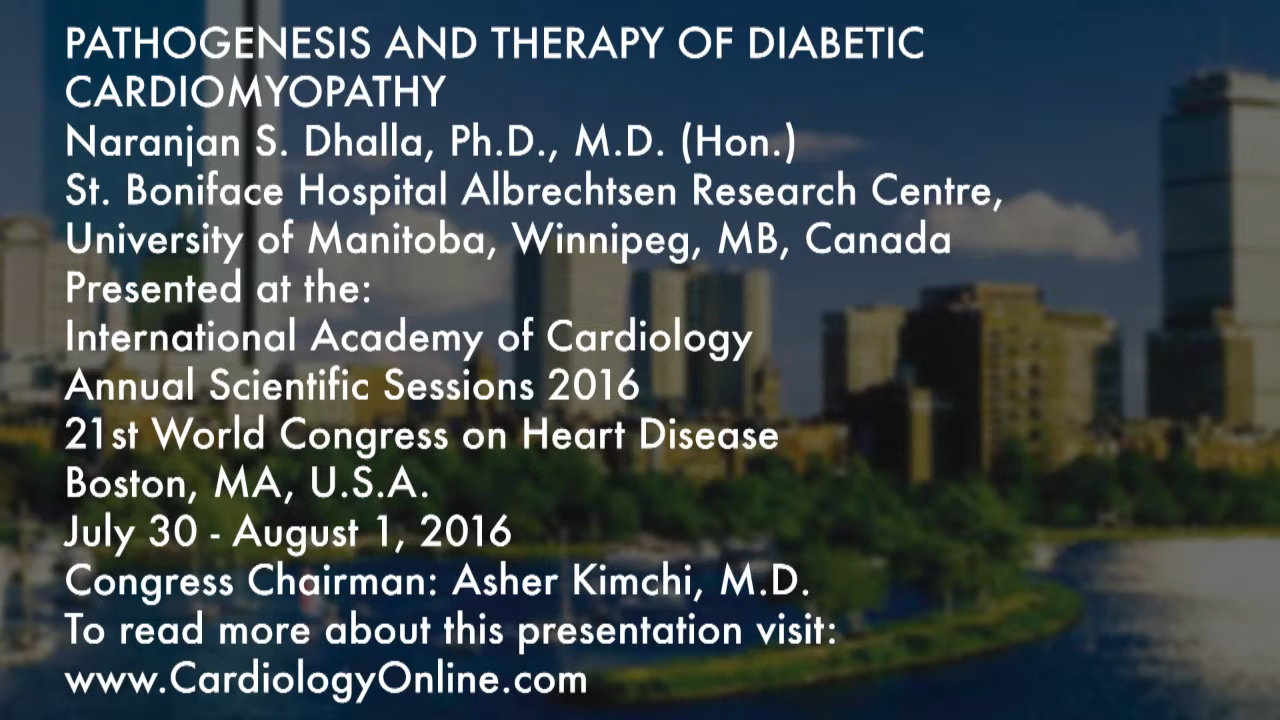 PATHOGENESIS AND THERAPY OF DIABETIC
CARDIOMYOPATHY
Naranjan S. Dhalla, Ph.D., M.D. (Hon.)
St. Boniface Hospital Albrechtsen Research Centre,
University of Manitoba, Winnipeg, MB, Canada
Presented at the:
International Academy of Cardiology
Annual Scientific Sessions 2016
21st World Congress on Heart Disease
Boston, MA, U.S.A.
July 30 - August 1, 2016
Congress Chairman: Asher Kimchi, M.D.
To read more about this presentation visit:
www.CardiologyOnline.com